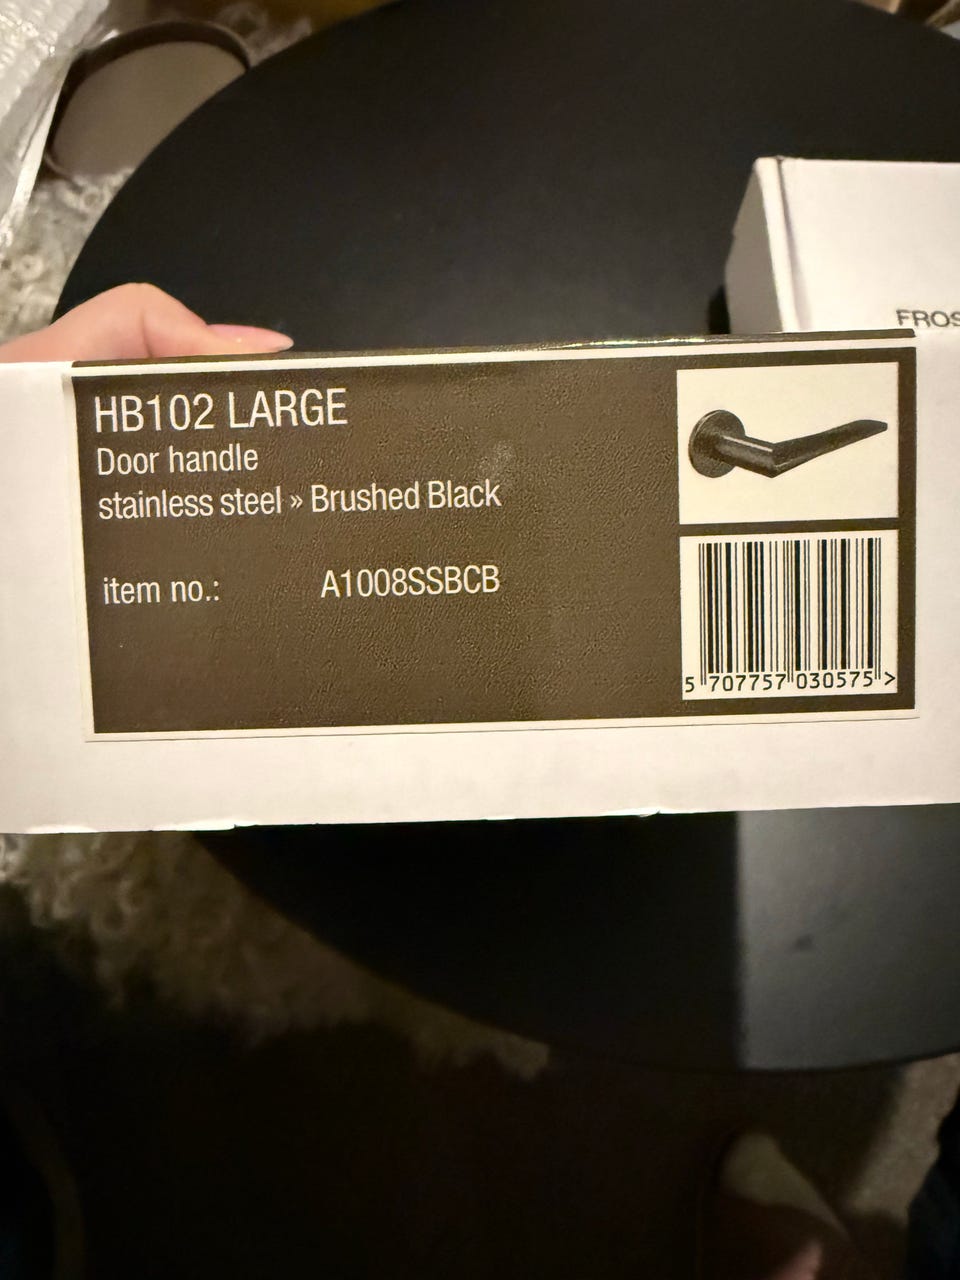 FROS
HB102 LARGE
Door handle
stainless steel » Brushed Black
item no.: A1008SSBCB
5 707757 030575 >